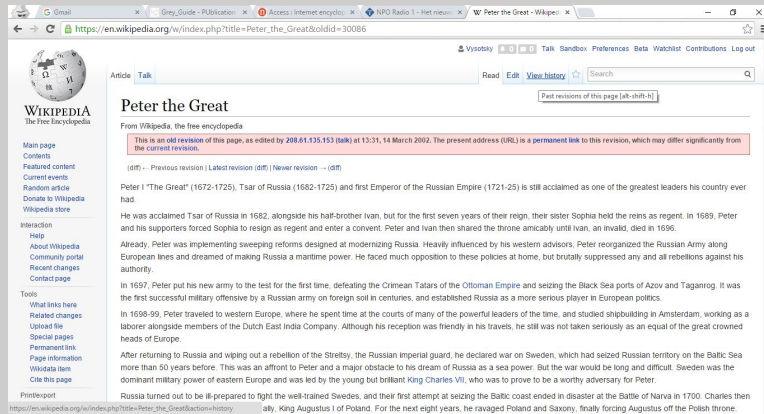 Gmail
Grey_Guide - PUblication
Access : Internet encyclop
NPO Radio 1 - Het nieuw
Peter the Great - Wikiped
https://en.wikipedia.org/w/index.php?title=Peter_the_Great&oldid=30086
Vysotsky 0 0 Talk Sandbox Preferences Beta Watchlist Contributions Log out
Article Talk
Read Edit View history Search
Past revisions of this page [alt-shift-h]
WIKIPEDIA
The Free Encyclopedia
Main page
Contents
Featured content
Current events
Random article
Donate to Wikipedia
Wikipedia store
Interaction
Help
About Wikipedia
Community portal
Recent changes
Contact page
Tools
What links here
Related changes
Upload file
Special pages
Permanent link
Page information
Wikidata item
Cite this page
Print/export
Peter the Great
From Wikipedia, the free encyclopedia
This is an old revision of this page, as edited by 208.61.135.153 (talk) at 13:31, 14 March 2002. The present address (URL) is a permanent link to this revision, which may differ significantly from
the current revision.
(diff) ← Previous revision | Latest revision (diff) | Newer revision → (diff)
Peter I "The Great" (1672-1725), Tsar of Russia (1682-1725) and first Emperor of the Russian Empire (1721-25) is still acclaimed as one of the greatest leaders his country ever
had.
He was acclaimed Tsar of Russia in 1682, alongside his half-brother Ivan, but for the first seven years of their reign, their sister Sophia held the reins as regent. In 1689, Peter
and his supporters forced Sophia to resign as regent and enter a convent. Peter and Ivan then shared the throne amicably until Ivan, an invalid, died in 1696.
Already, Peter was implementing sweeping reforms designed at modernizing Russia. Heavily influenced by his western advisors, Peter reorganized the Russian Army along
European lines and dreamed of making Russia a maritime power. He faced much opposition to these policies at home, but brutally suppressed any and all rebellions against his
authority.
In 1697, Peter put his new army to the test for the first time, defeating the Crimean Tatars of the Ottoman Empire and seizing the Black Sea ports of Azov and Taganrog. It was
the first successful military offensive by a Russian army on foreign soil in centuries, and established Russia as a more serious player in European politics.
In 1698-99, Peter traveled to western Europe, where he spent time at the courts of many of the powerful leaders of the time, and studied shipbuilding in Amsterdam, working as a
laborer alongside members of the Dutch East India Company. Although his reception was friendly in his travels, he still was not taken seriously as an equal of the great crowned
heads of Europe.
After returning to Russia and wiping out a rebellion of the Streltsy, the Russian imperial guard, he declared war on Sweden, which had seized Russian territory on the Baltic Sea
more than 50 years before. This was an affront to Peter and a major obstacle to his dream of Russia as a sea power. But the war would be long and difficult. Sweden was the
dominant military power of eastern Europe and was led by the young but brilliant King Charles VII, who was to prove to be a worthy adversary for Peter.
Russia turned out to be ill-prepared to fight the well-trained Swedes, and their first attempt at seizing the Baltic coast ended in disaster at the Battle of Narva in 1700. Charles then
ally, King Augustus I of Poland. For the next eight years, he ravaged Poland and Saxony, finally forcing Augustus off the Polish throne.
https://en.wikipedia.org/w/index.php?title=Peter_the_Great&action=history